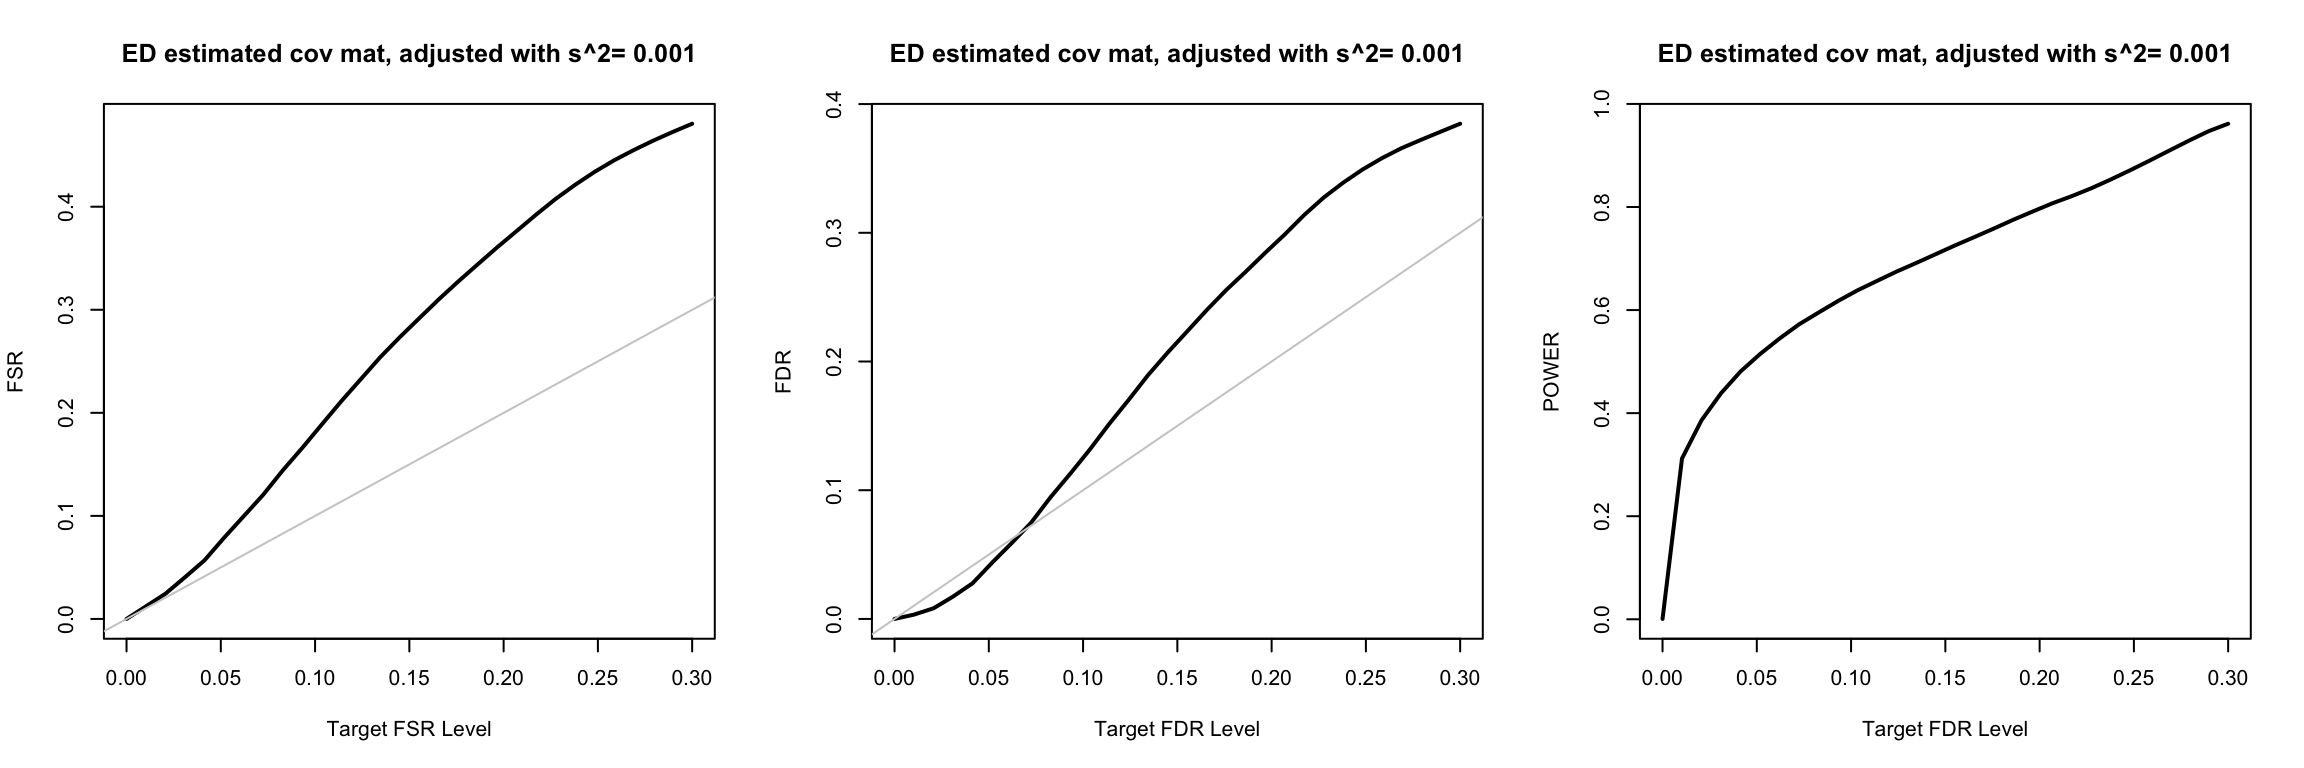 ED estimated cov mat, adjusted with s^2= 0.001
FSR
0.0
0.1
0.2
0.3
0.4
0.00 0.05 0.10 0.15 0.20 0.25 0.30
Target FSR Level
ED estimated cov mat, adjusted with s^2= 0.001
FDR
0.0
0.1
0.2
0.3
0.4
0.00 0.05 0.10 0.15 0.20 0.25 0.30
Target FDR Level
ED estimated cov mat, adjusted with s^2= 0.001
POWER
0.0
0.2
0.4
0.6
0.8
1.0
0.00 0.05 0.10 0.15 0.20 0.25 0.30
Target FDR Level